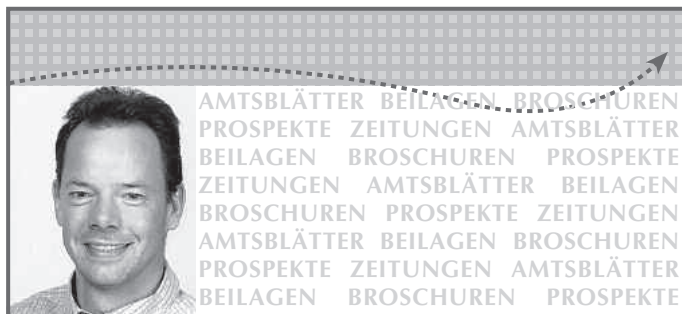 AMTSBLÄTTER BEILAGEN BROSCHUREN
PROSPEKTE ZEITUNGEN AMTSBLÄTTER
BEILAGEN BROSCHUREN PROSPEKTE
ZEITUNGEN AMTSBLÄTTER BEILAGEN
BROSCHUREN PROSPEKTE ZEITUNGEN
AMTSBLÄTTER BEILAGEN BROSCHUREN
PROSPEKTE ZEITUNGEN AMTSBLÄTTER
BEILAGEN BROSCHUREN PROSPEKTE